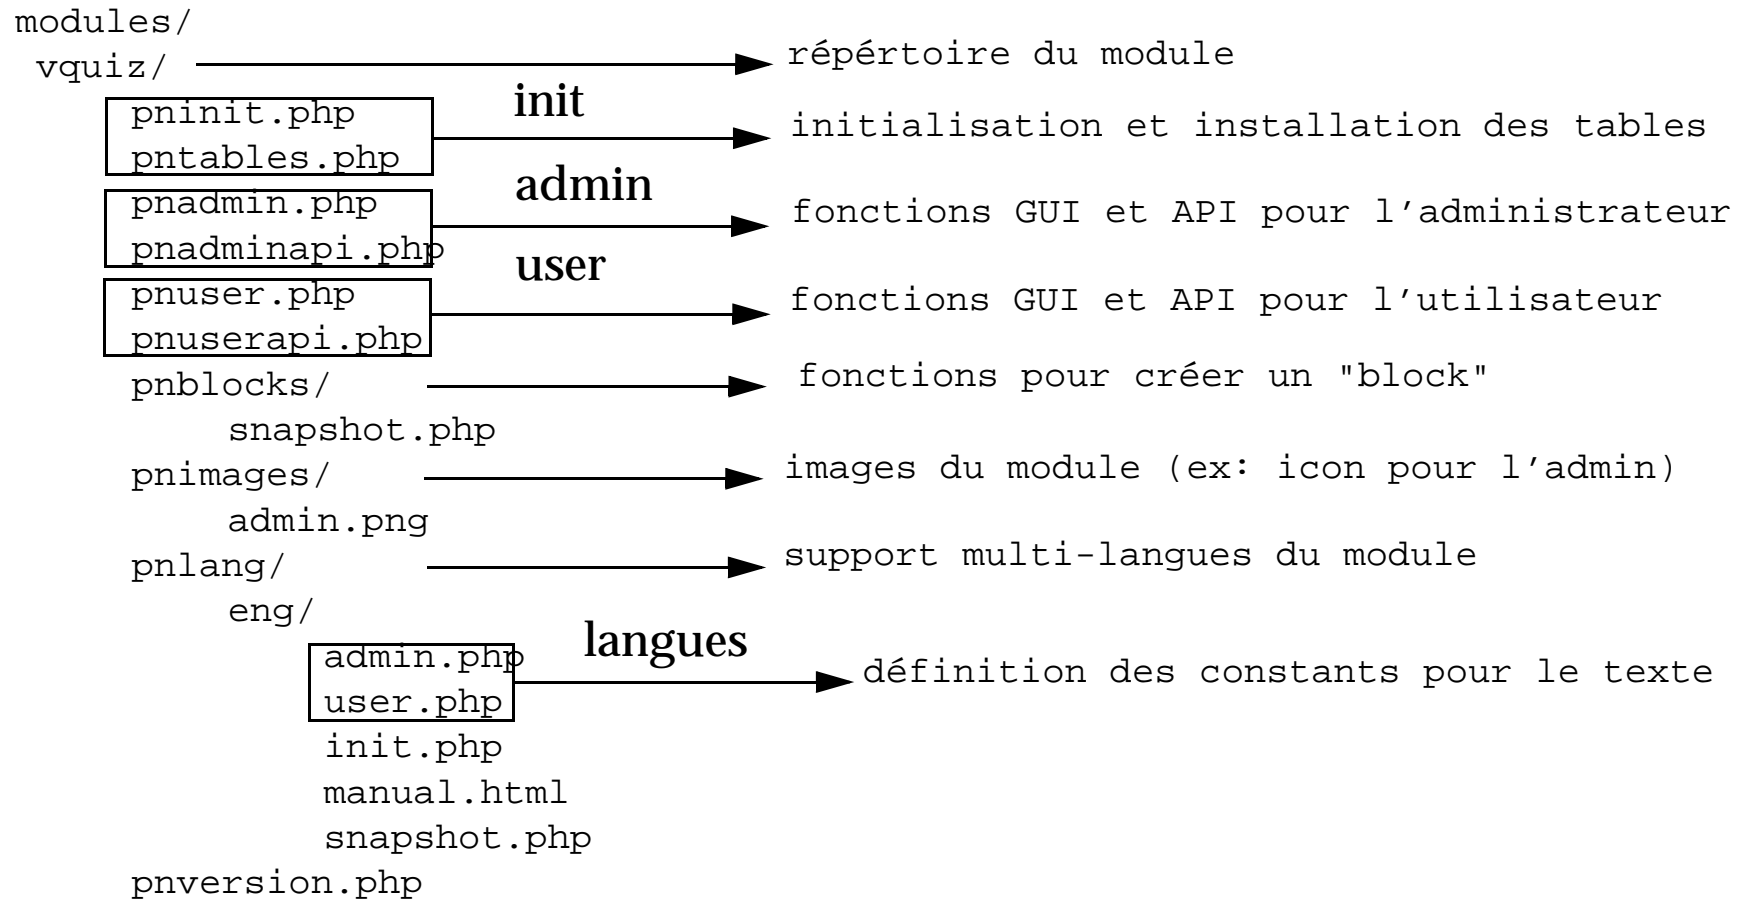 modules/
vquiz/ répértoire du module
init
pninit.php
pntables.php
initialisation et installation des tables
admin
pnadmin.php
pnadminapi.php
fonctions GUI et API pour l'administrateur
user
pnuser.php
pnuserapi.php
fonctions GUI et API pour l'utilisateur
pnblocks/ fonctions pour créer un "block"
snapshot.php
pnimages/ images du module (ex: icon pour l'admin)
admin.png
pnlang/ support multi-langues du module
eng/
langues
admin.php
user.php
définition des constants pour le texte
init.php
manual.html
snapshot.php
pnversion.php